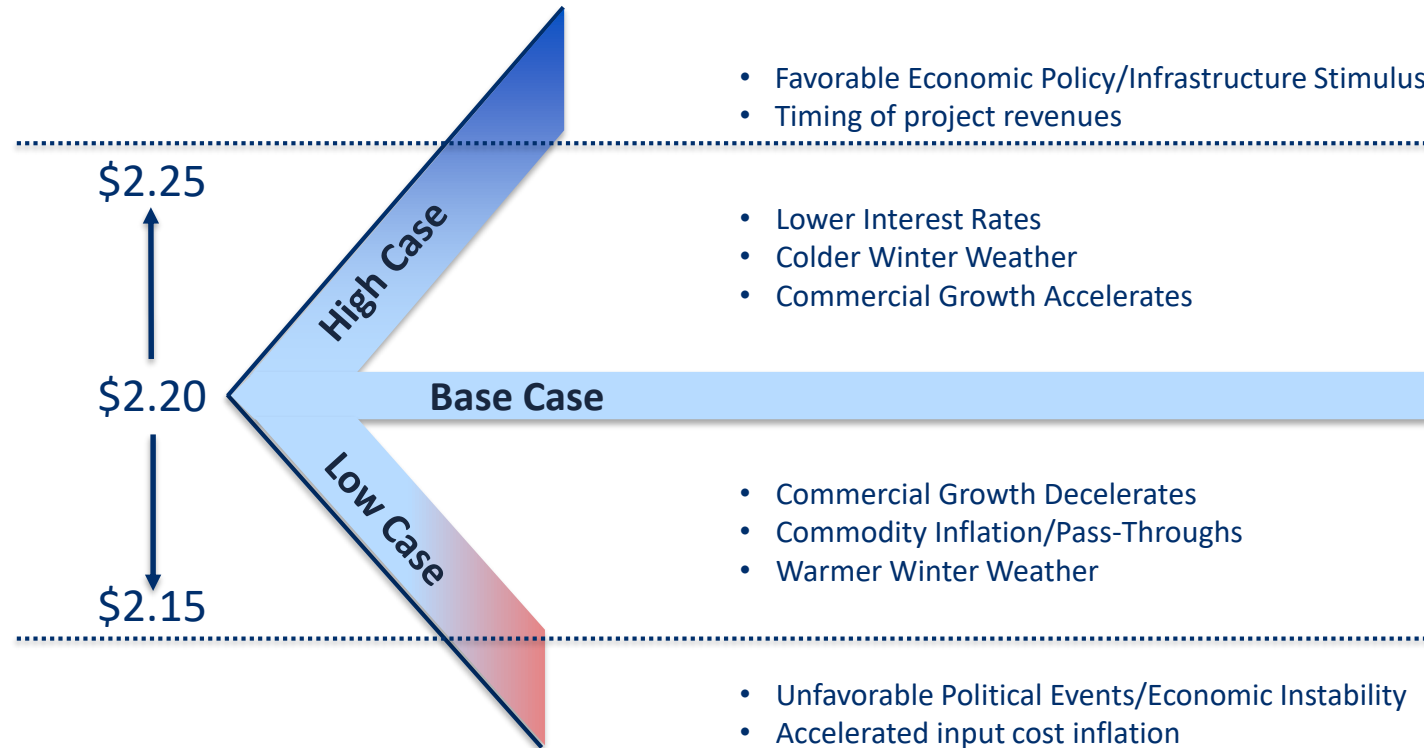 • Favorable Economic Policy/Infrastructure Stimulus
• Timing of project revenues
$2.25
High Case
• Lower Interest Rates
• Colder Winter Weather
• Commercial Growth Accelerates
$2.20
Base Case
Low Case
• Commercial Growth Decelerates
• Commodity Inflation/Pass-Throughs
• Warmer Winter Weather
$2.15
• Unfavorable Political Events/Economic Instability
• Accelerated input cost inflation